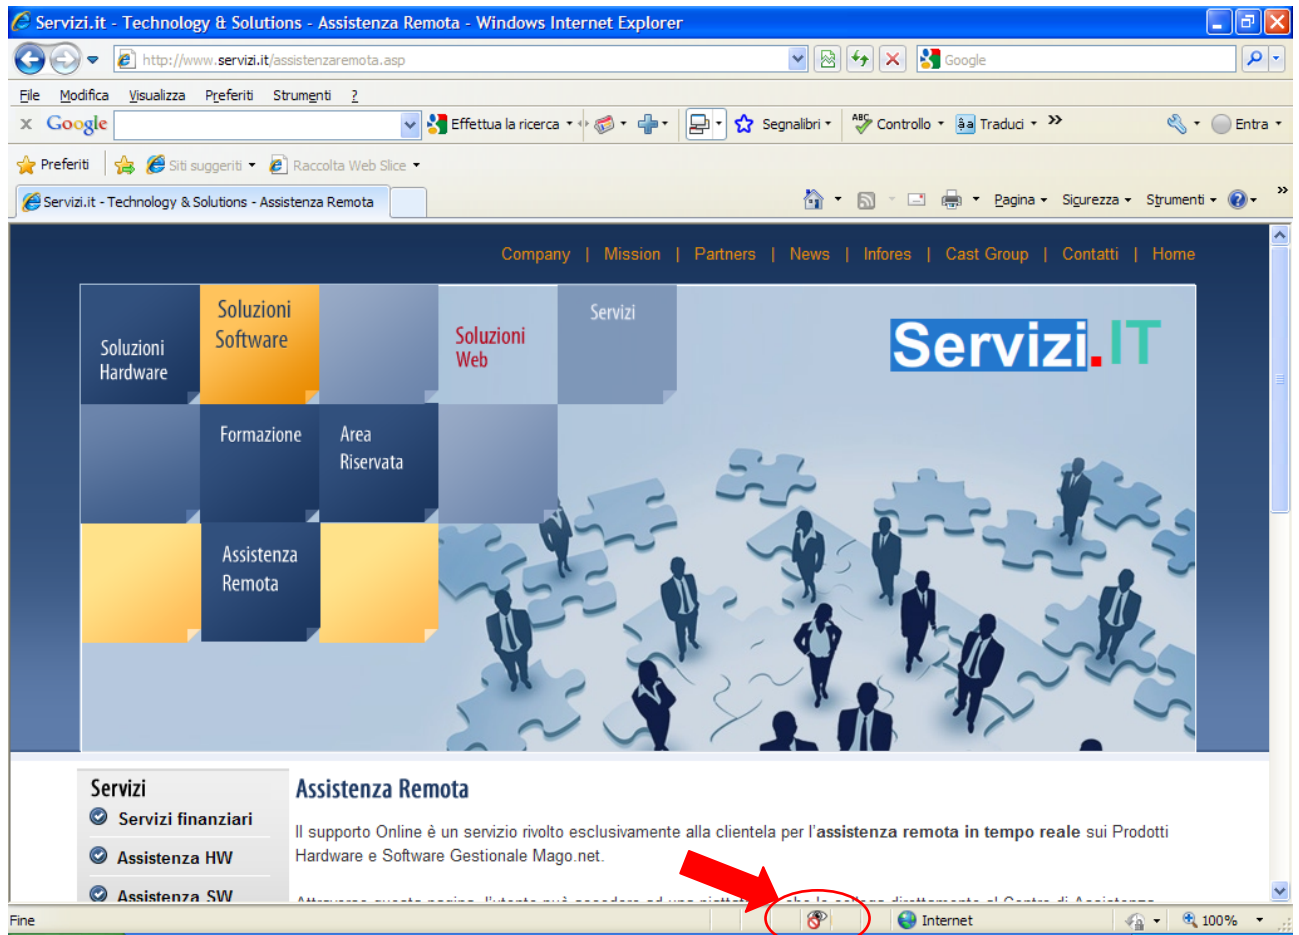 Servizi.it - Technology & Solutions - Assistenza Remota - Windows Internet Explorer
http://www.servizi.it/assistenzaremota.asp
Google
File Modifica Visualizza Preferiti Strumenti ?
x Google Effettua la ricerca Segnalibri ABC Controllo āa Traduci » Entra
Preferiti Siti suggeriti Raccolta Web Slice
Servizi.it - Technology & Solutions - Assistenza Remota Pagina Sicurezza Strumenti ? »
Company | Mission | Partners | News | Infores | Cast Group | Contatti | Home
Soluzioni
Hardware
Soluzioni
Software
Soluzioni
Web
Servizi
Servizi.IT
Formazione
Area
Riservata
Assistenza
Remota
Servizi
Servizi finanziari
Assistenza HW
Assistenza SW
Assistenza Remota
Il supporto Online è un servizio rivolto esclusivamente alla clientela per l'assistenza remota in tempo reale sui Prodotti
Hardware e Software Gestionale Mago.net.
Fine Internet 100%